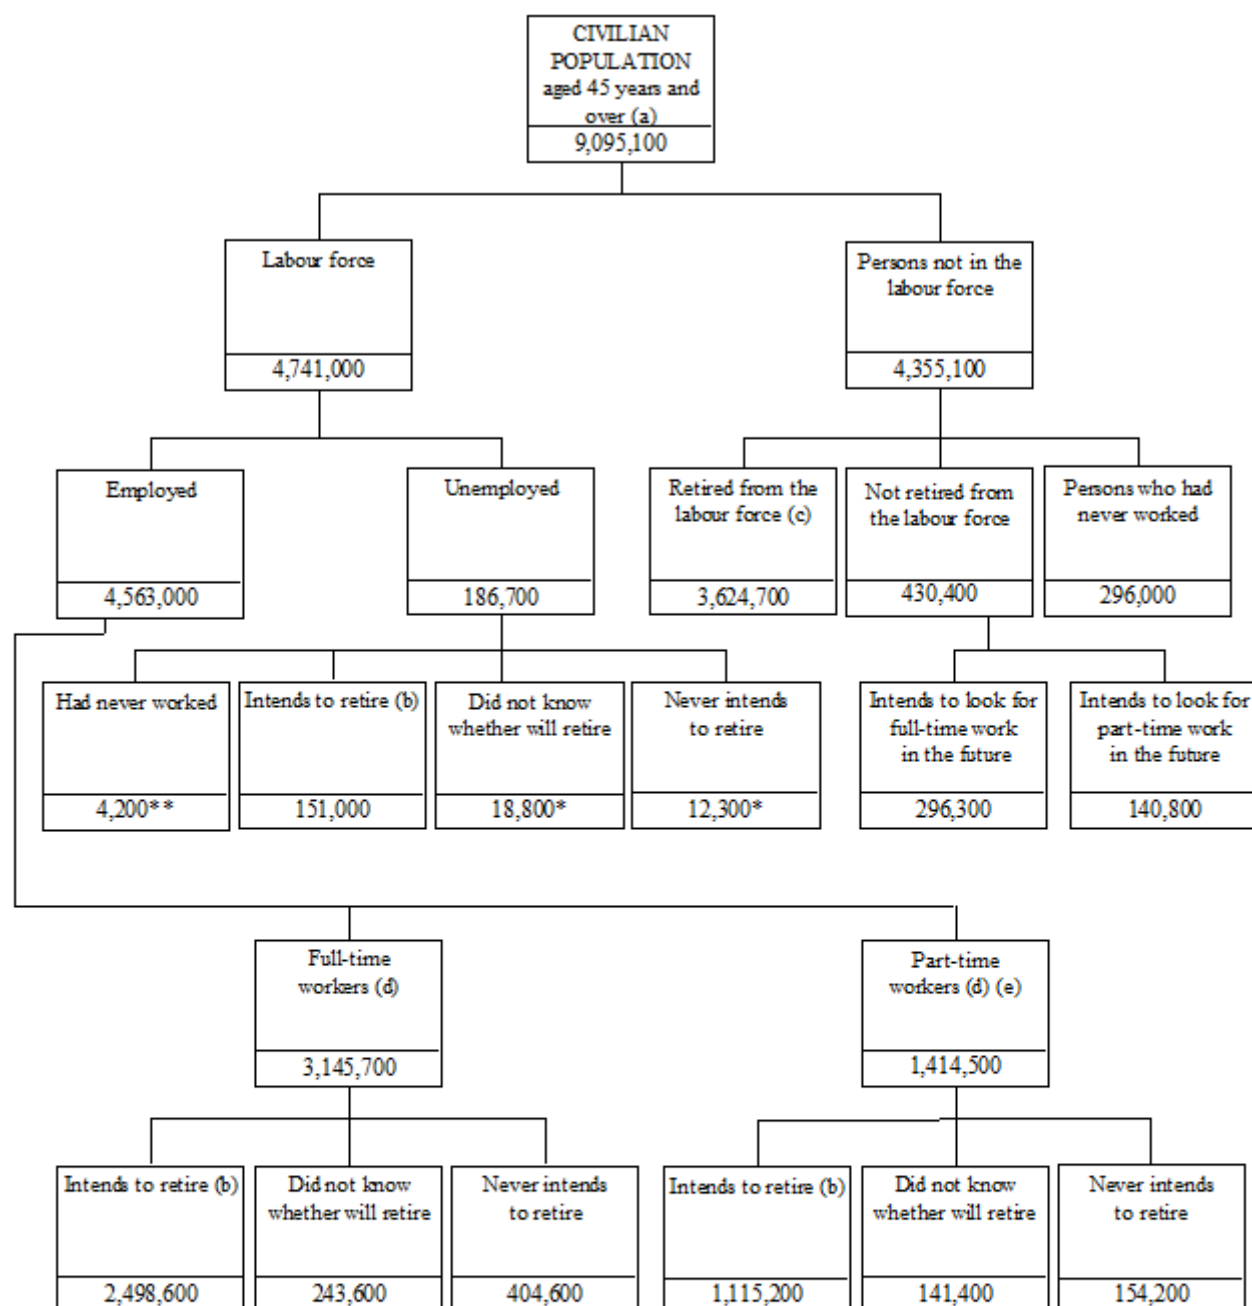 CIVILIAN
POPULATION
aged 45 years and
over (a)
9,095,100
Labour force
4,741,000
Persons not in the
labour force
4,355,100
Employed
4,563,000
Unemployed
186,700
Retired from the
labour force (c)
3,624,700
Not retired from
the labour force
430,400
Persons who had
never worked
296,000
Had never worked
4,200**
Intends to retire (b)
151,000
Did not know
whether will retire
18,800*
Never intends
to retire
12,300*
Intends to look for
full-time work
in the future
296,300
Intends to look for
part-time work
in the future
140,800
Full-time
workers (d)
3,145,700
Part-time
workers (d) (e)
1,414,500
Intends to retire (b)
2,498,600
Did not know
whether will retire
243,600
Never intends
to retire
404,600
Intends to retire (b)
1,115,200
Did not know
whether will retire
141,400
Never intends
to retire
154,200